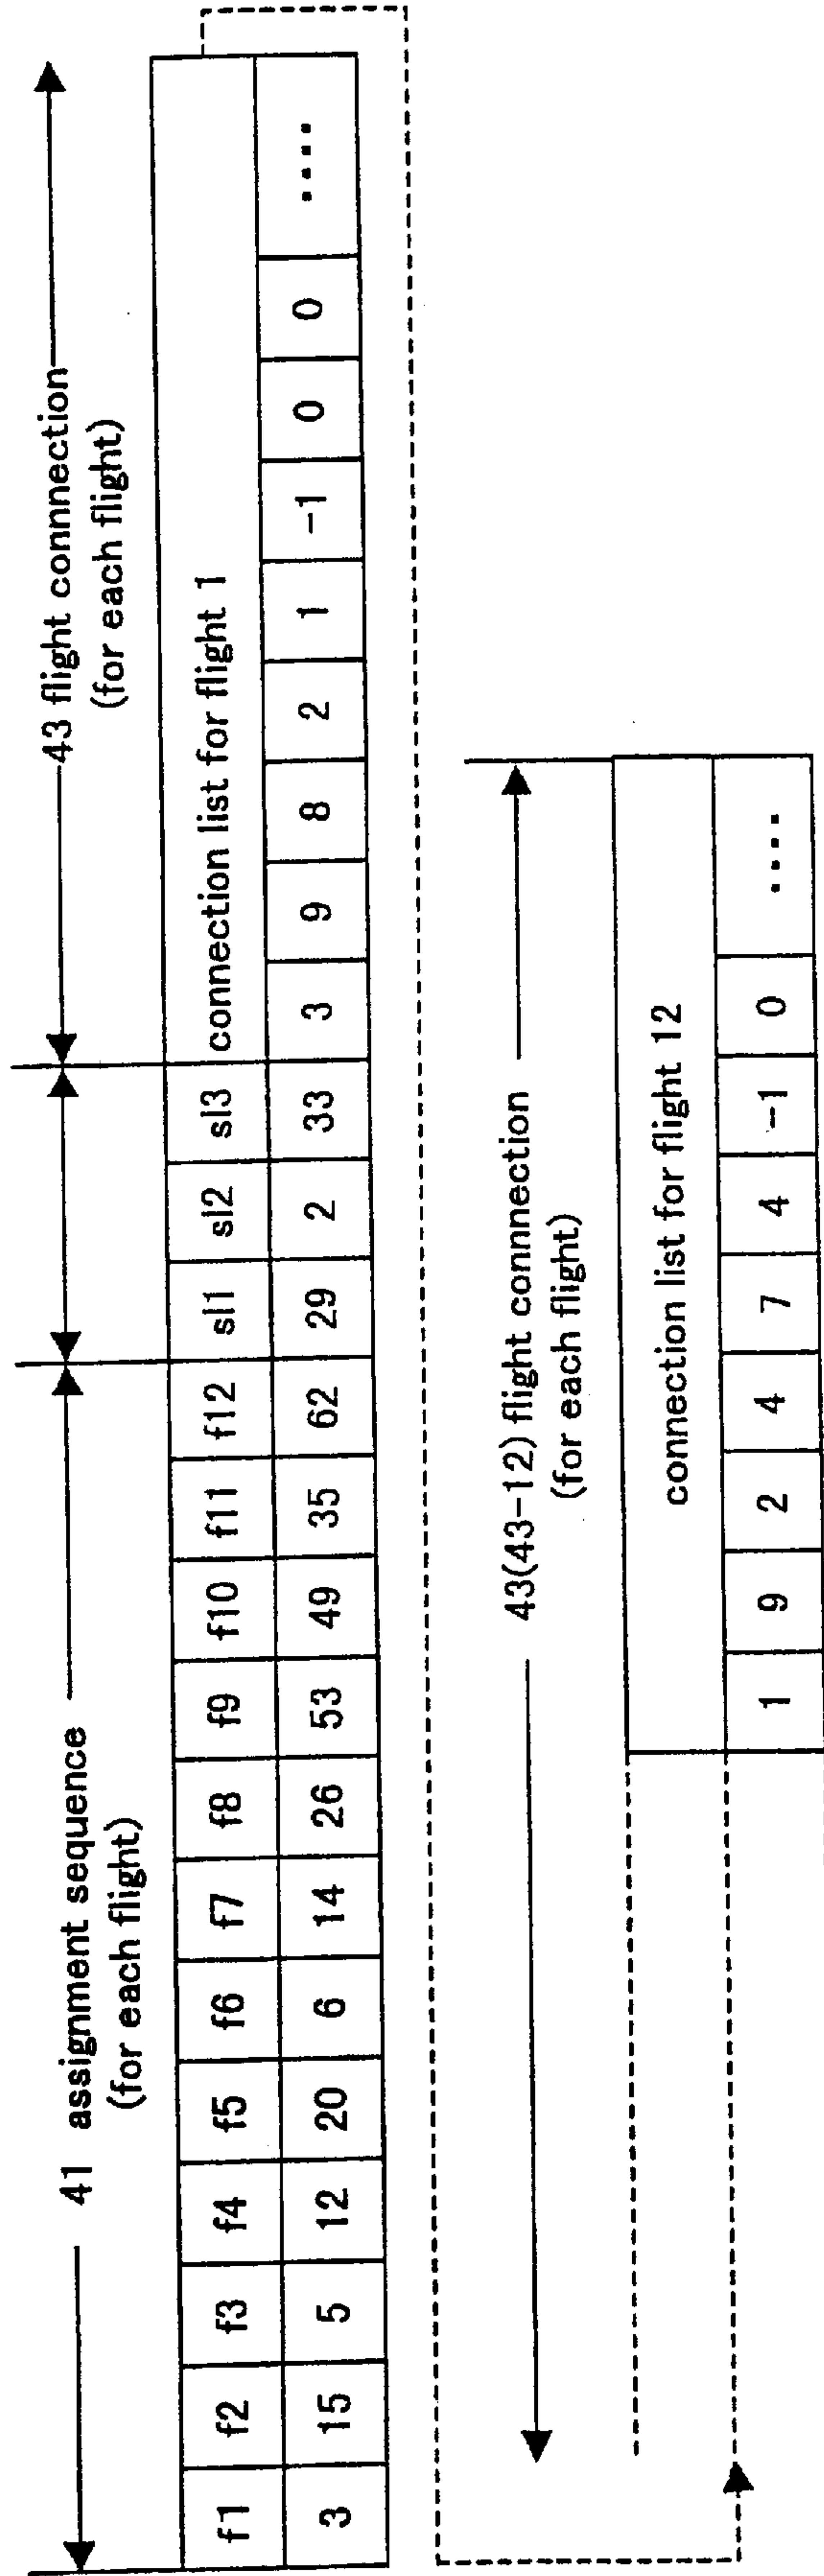 41 assignment sequence
(for each flight)
43 flight connnection
(for each flight)
f1 f2 f3 f4 f5 f6 f7 f8 f9 f10 f11 f12 sl1 sl2 sl3 connection list for flight 1
3 15 5 12 20 6 14 26 53 49 35 62 29 2 33 3 9 8 2 1 -1 0 0 ....
43(43-12) flight connnection
(for each flight)
connection list for flight 12
1 9 2 4 7 4 -1 0 ....